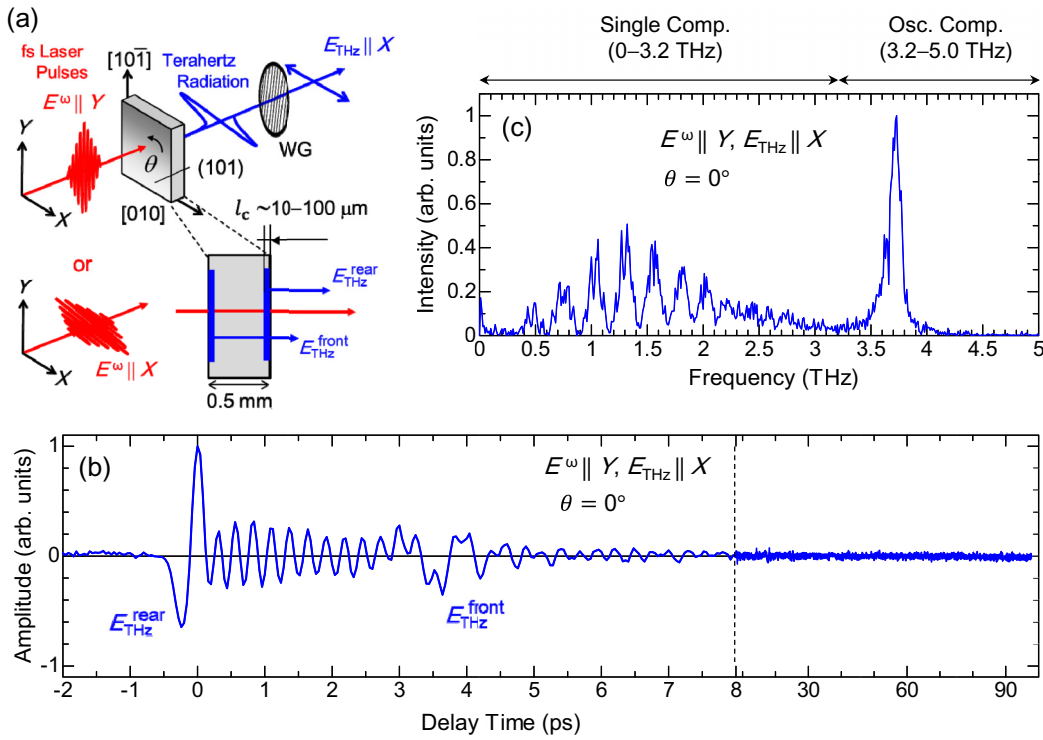 (a)
fs Laser
Pulses
E^ω ∥ Y
[101̄]
Terahertz
Radiation
E_THz ∥ X
WG
Y
X
θ
(101)
[010]
l_c ~10–100 μm
or
Y
X
E^ω ∥ X
E_THz^rear
E_THz^front
0.5 mm
Single Comp.
(0–3.2 THz)
Osc. Comp.
(3.2–5.0 THz)
(c)
E^ω ∥ Y, E_THz ∥ X
θ = 0°
Intensity (arb. units)
1
0.8
0.6
0.4
0.2
0
0 0.5 1 1.5 2 2.5 3 3.5 4 4.5 5
Frequency (THz)
(b)
E^ω ∥ Y, E_THz ∥ X
θ = 0°
Amplitude (arb. units)
1
0
-1
E_THz^rear
E_THz^front
-2 -1 0 1 2 3 4 5 6 7 8 30 60 90
Delay Time (ps)